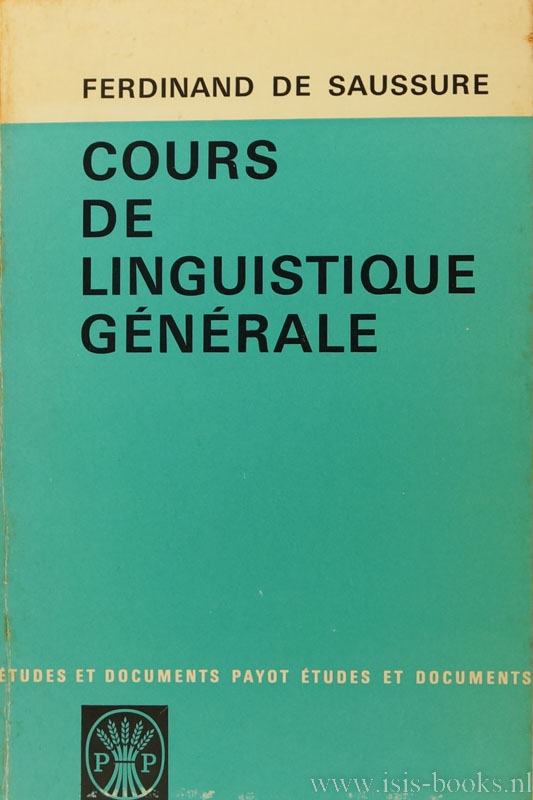 FERDINAND DE SAUSSURE
COURS
DE
LINGUISTIQUE
GÉNÉRALE
ÉTUDES ET DOCUMENTS PAYOT ÉTUDES ET DOCUMENTS
P P
www.isis-books.nl